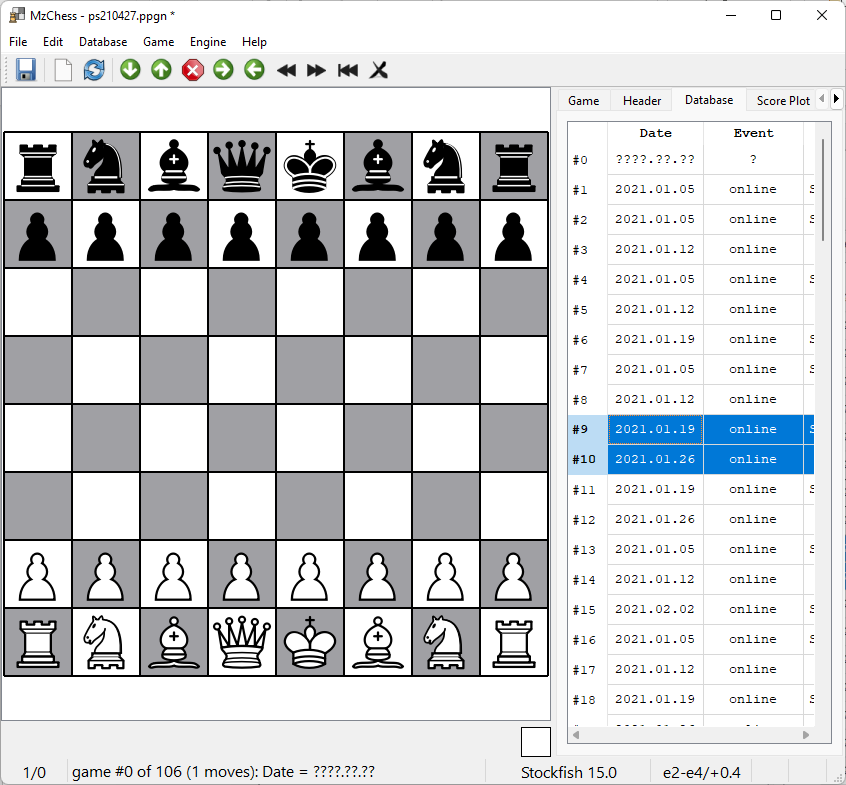 MzChess - ps210427.ppgn *
File Edit Database Game Engine Help
Game Header Database Score Plot
Date Event
#0 ????.??.?? ?
#1 2021.01.05 online
#2 2021.01.05 online
#3 2021.01.12 online
#4 2021.01.05 online
#5 2021.01.12 online
#6 2021.01.19 online
#7 2021.01.05 online
#8 2021.01.12 online
#9 2021.01.19 online
#10 2021.01.26 online
#11 2021.01.19 online
#12 2021.01.26 online
#13 2021.01.05 online
#14 2021.01.12 online
#15 2021.02.02 online
#16 2021.01.05 online
#17 2021.01.12 online
#18 2021.01.19 online
1/0 game #0 of 106 (1 moves): Date = ????.??.?? Stockfish 15.0 e2-e4/+0.4